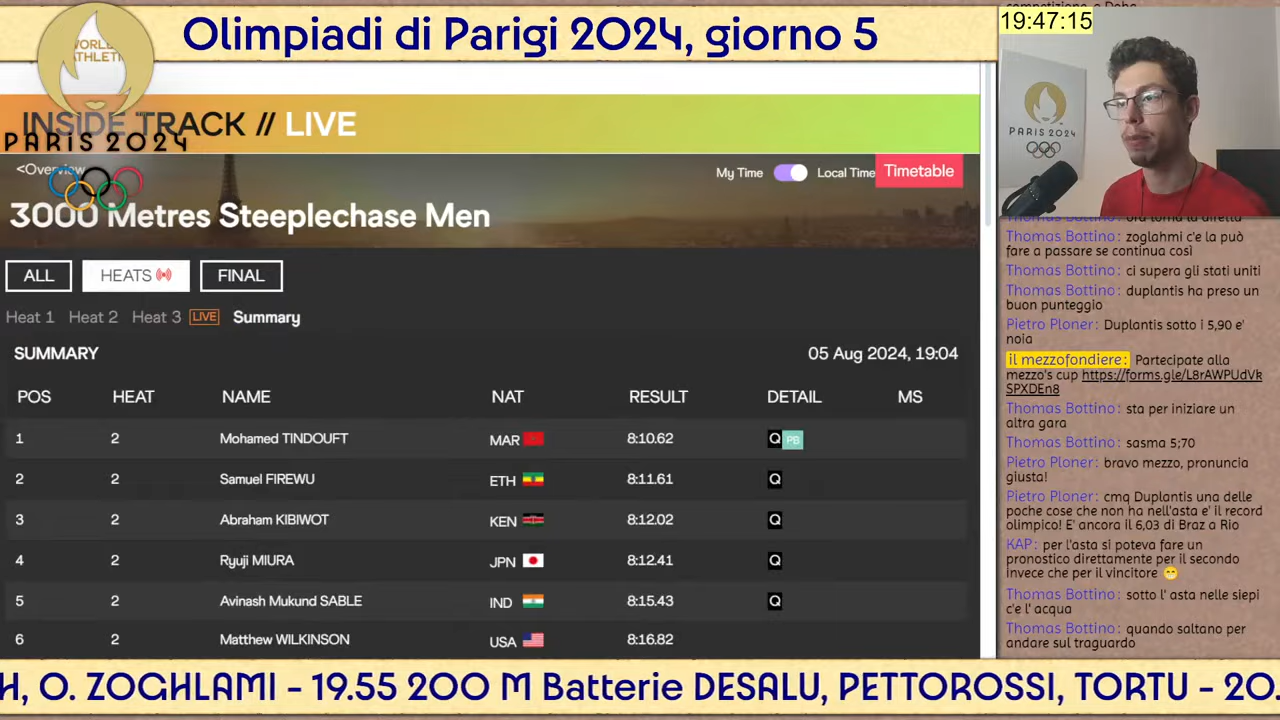 Olimpiadi di Parigi 2024, giorno 5
WORLD
ATHLETI
INSIDE TRACK // LIVE
PARIS 2024
<Overview
My Time
Local Time
Timetable
3000 Metres Steeplechase Men
ALL
HEATS
FINAL
Heat 1 Heat 2 Heat 3 LIVE Summary
SUMMARY
05 Aug 2024, 19:04
POS HEAT NAME NAT RESULT DETAIL MS
1 2 Mohamed TINDOUFT MAR 8:10.62 Q PB
2 2 Samuel FIREWU ETH 8:11.61 Q
3 2 Abraham KIBIWOT KEN 8:12.02 Q
4 2 Ryuji MIURA JPN 8:12.41 Q
5 2 Avinash Mukund SABLE IND 8:15.43 Q
6 2 Matthew WILKINSON USA 8:16.82
19:47:15
PARIS 2024
Thomas Bottino: zoglahmi c'e la può
fare a passare se continua così
Thomas Bottino: ci supera gli stati uniti
Thomas Bottino: duplantis ha preso un
buon punteggio
Pietro Ploner: Duplantis sotto i 5,90 e'
noia
il mezzofondiere: Partecipate alla
mezzo's cup https://forms.gle/L8rAWPUdVk
SPXDEn8
Thomas Bottino: sta per iniziare un
altra gara
Thomas Bottino: sasma 5;70
Pietro Ploner: bravo mezzo, pronuncia
giusta!
Pietro Ploner: cmq Duplantis una delle
poche cose che non ha nell'asta e' il record
olimpico! E' ancora il 6,03 di Braz a Rio
KAP: per l'asta si poteva fare un
pronostico direttamente per il secondo
invece che per il vincitore
Thomas Bottino: sotto l' asta nelle siepi
c'e l' acqua
Thomas Bottino: quando saltano per
andare sul traguardo
H, O. ZOGHLAMI - 19.55 200 M Batterie DESALU, PETTOROSSI, TORTU - 20.